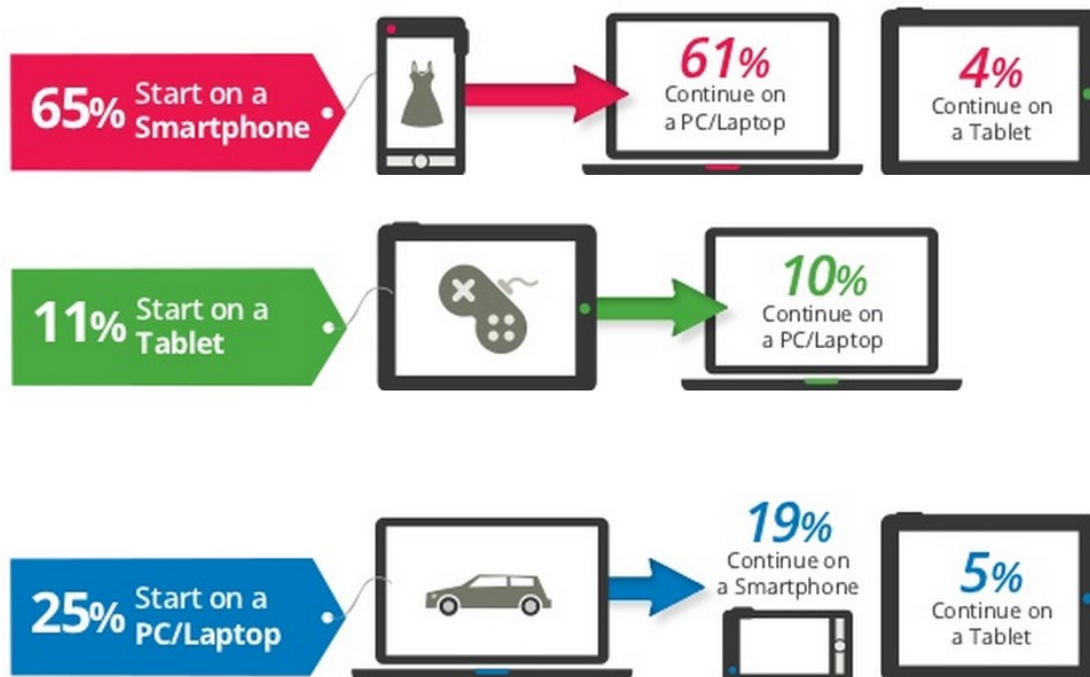 65% Start on a
Smartphone
61%
Continue on
a PC/Laptop
4%
Continue on
a Tablet
11% Start on a
Tablet
10%
Continue on
a PC/Laptop
25% Start on a
PC/Laptop
19%
Continue on
a Smartphone
5%
Continue on
a Tablet